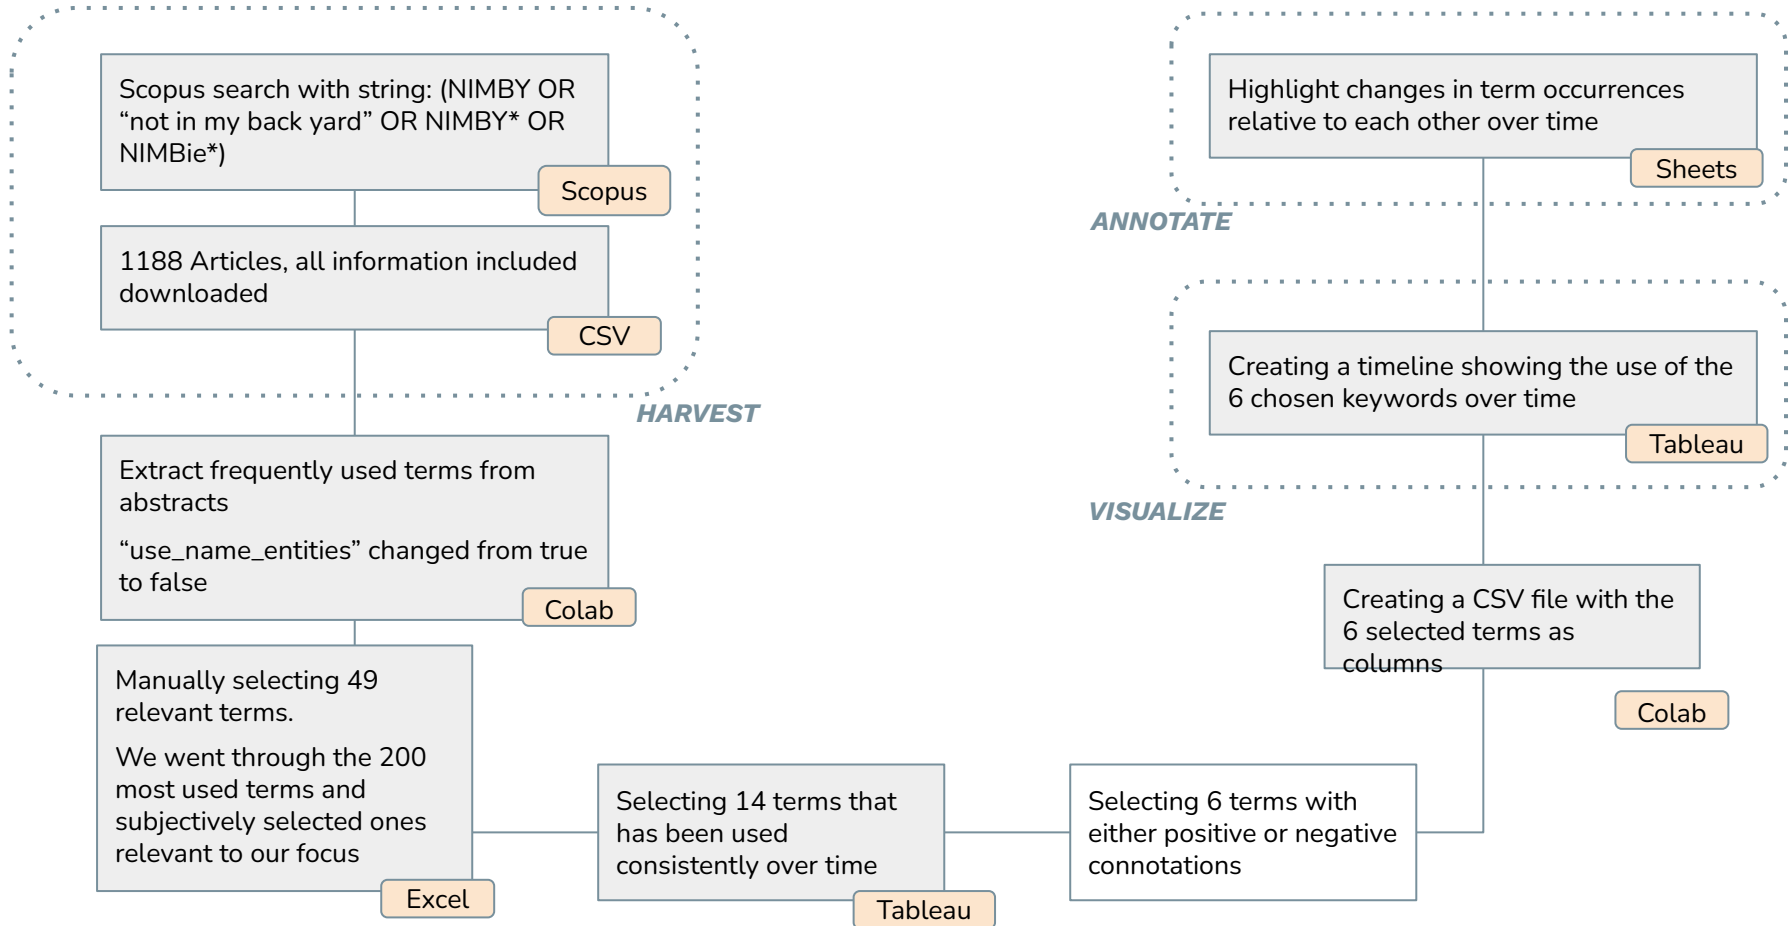 Scopus search with string: (NIMBY OR
“not in my back yard” OR NIMBY* OR
NIMBie*)
Scopus
1188 Articles, all information included
downloaded
CSV
HARVEST
Extract frequently used terms from
abstracts
“use_name_entities” changed from true
to false
Colab
Manually selecting 49
relevant terms.
We went through the 200
most used terms and
subjectively selected ones
relevant to our focus
Excel
Selecting 14 terms that
has been used
consistently over time
Tableau
Selecting 6 terms with
either positive or negative
connotations
Creating a CSV file with the
6 selected terms as
columns
Colab
Creating a timeline showing the use of the
6 chosen keywords over time
Tableau
VISUALIZE
Highlight changes in term occurrences
relative to each other over time
Sheets
ANNOTATE